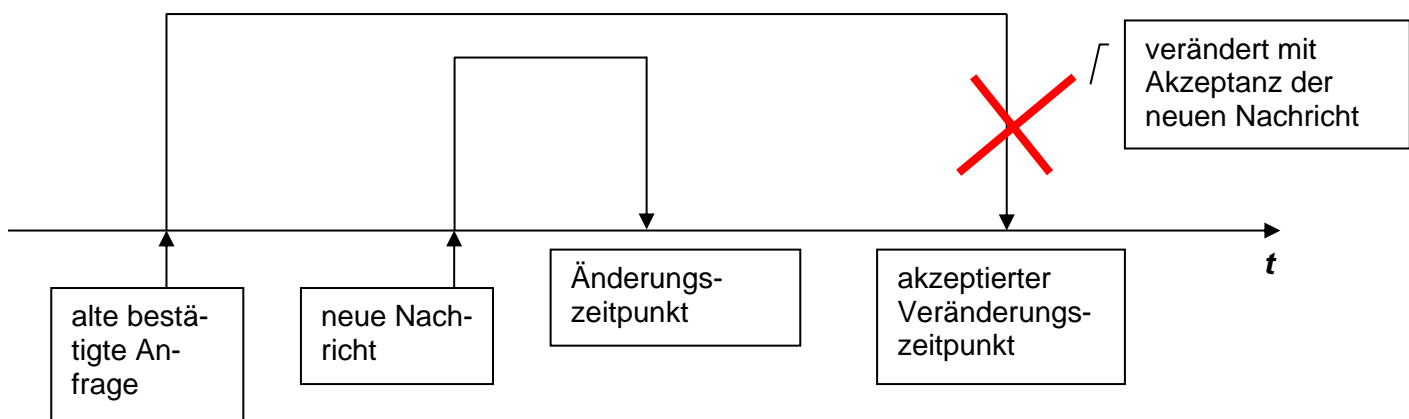 verändert mit
Akzeptanz der
neuen Nachricht
t
alte bestä-
tigte An-
frage
neue Nach-
richt
Änderungs-
zeitpunkt
akzeptierter
Veränderungs-
zeitpunkt